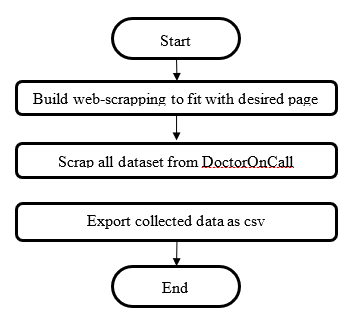 Start
Build web-scrapping to fit with desired page
Scrap all dataset from DoctorOnCall
Export collected data as csv
End